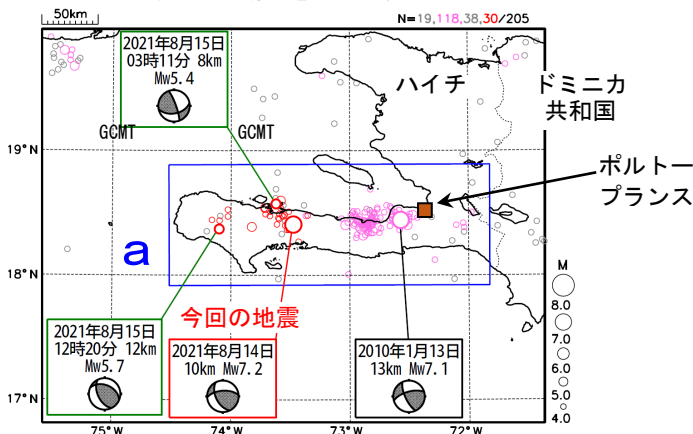 50km
N=19,118,38,30/205
2021年8月15日
03時11分 8km
Mw5.4
GCMT
GCMT
ハイチ
ドミニカ
共和国
ポルトー
プランス
19°N
18°N
17°N
a
今回の地震
2021年8月15日
12時20分 12km
Mw5.7
2021年8月14日
10km Mw7.2
2010年1月13日
13km Mw7.1
M
8.0
7.0
6.0
5.0
4.0
75°W
74°W
73°W
72°W